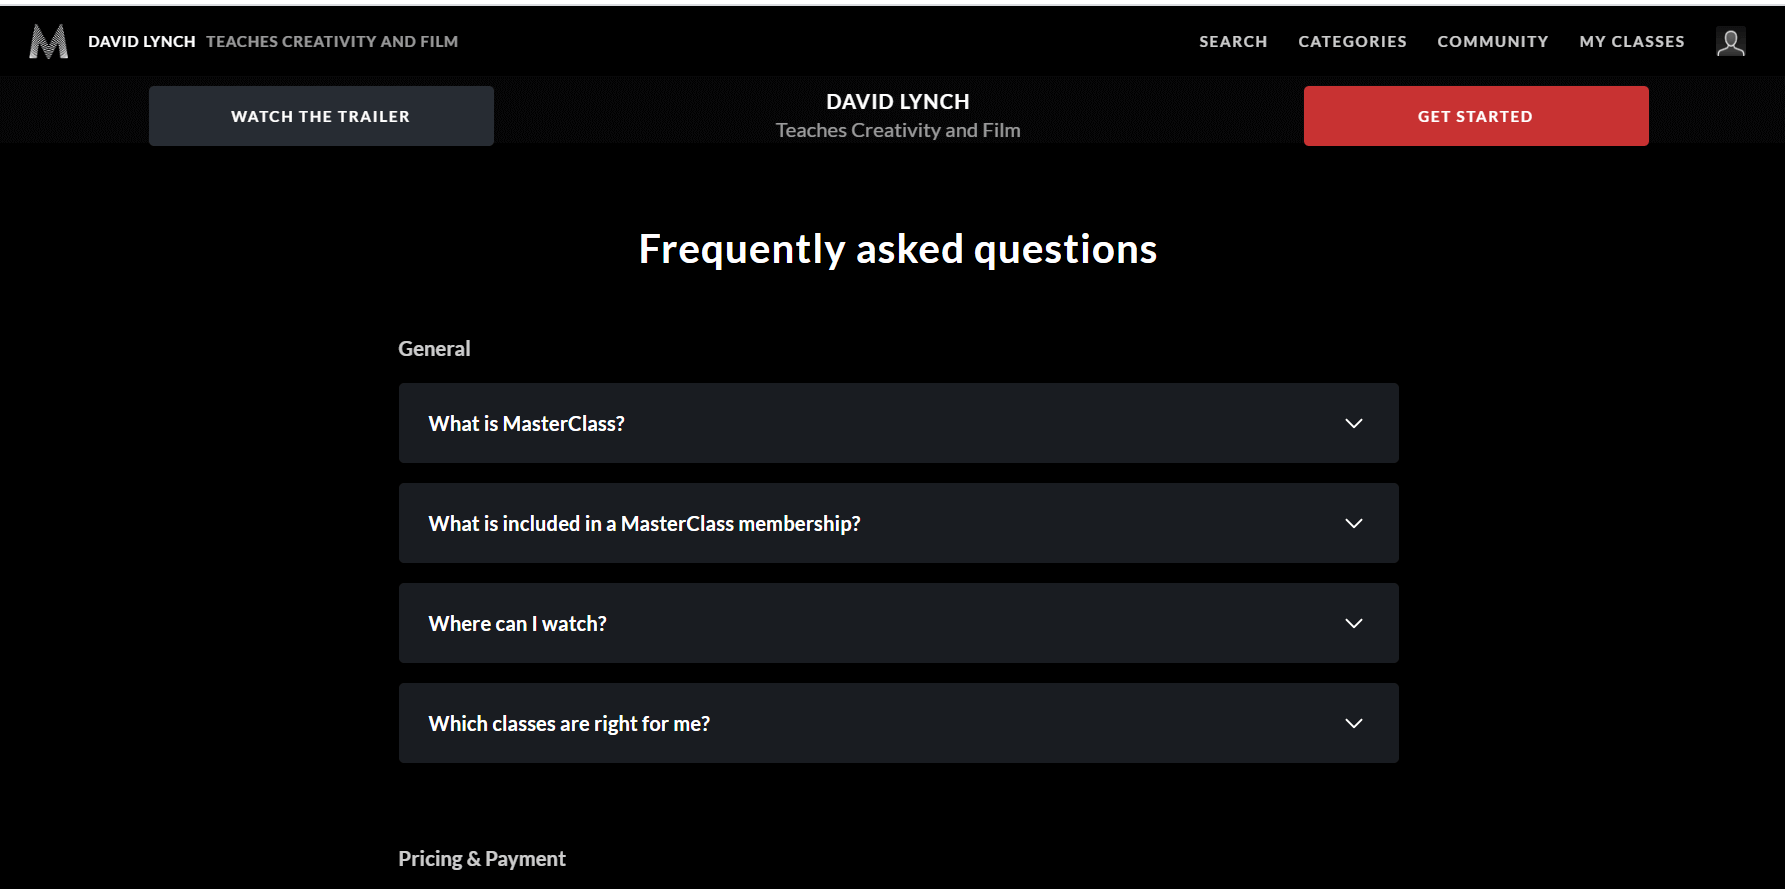 DAVID LYNCH TEACHES CREATIVITY AND FILM
SEARCH CATEGORIES COMMUNITY MY CLASSES
WATCH THE TRAILER
DAVID LYNCH
Teaches Creativity and Film
GET STARTED
Frequently asked questions
General
What is MasterClass?
What is included in a MasterClass membership?
Where can I watch?
Which classes are right for me?
Pricing & Payment